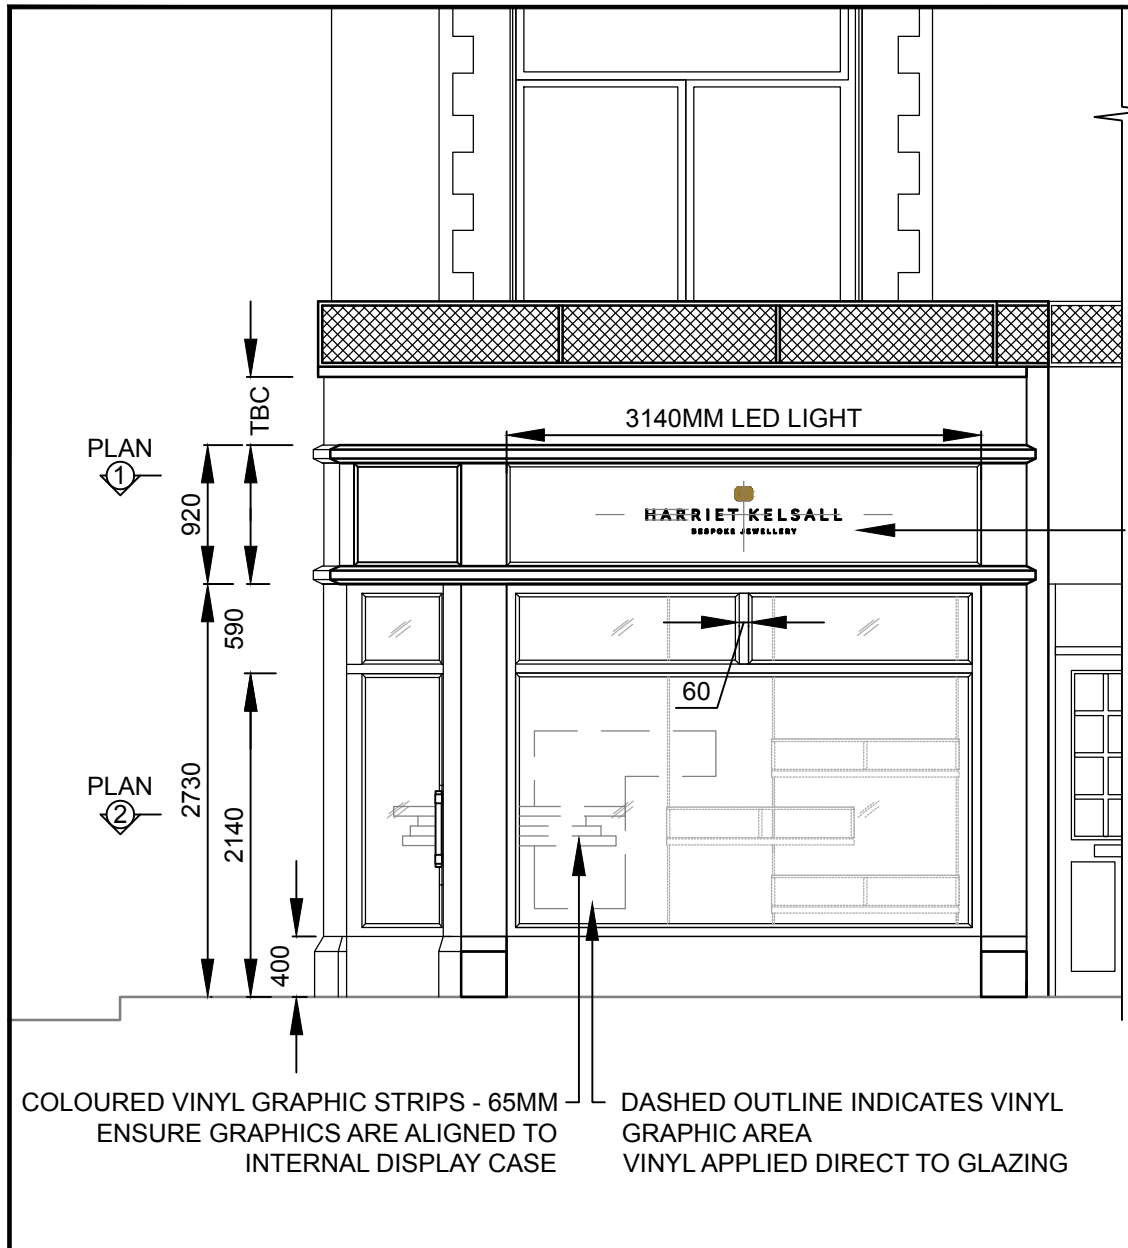 TBC
3140MM LED LIGHT
PLAN
1
920
HARRIET KELSALL
BESPOKE JEWELLERY
590
60
PLAN
2
2730
2140
400
COLOURED VINYL GRAPHIC STRIPS - 65MM
ENSURE GRAPHICS ARE ALIGNED TO
INTERNAL DISPLAY CASE
DASHED OUTLINE INDICATES VINYL
GRAPHIC AREA
VINYL APPLIED DIRECT TO GLAZING